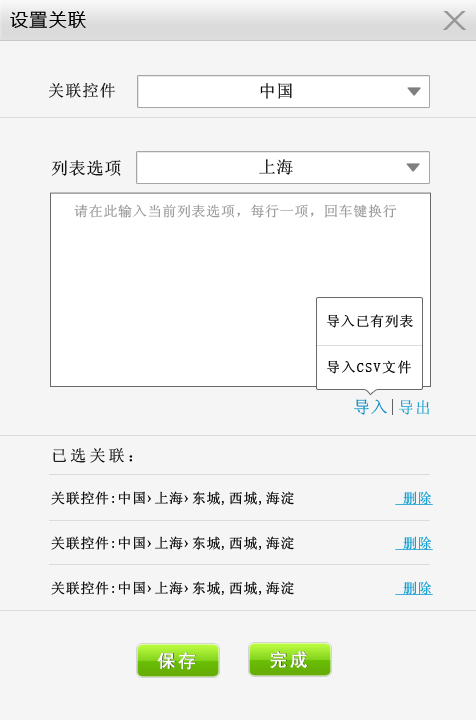 设置关联
关联控件 中国
列表选项 上海
请在此输入当前列表选项，每行一项，回车键换行
导入已有列表
导入CSV文件
导入|导出
已选关联：
关联控件:中国›上海›东城,西城,海淀 删除
关联控件:中国›上海›东城,西城,海淀 删除
关联控件:中国›上海›东城,西城,海淀 删除
保存 完成